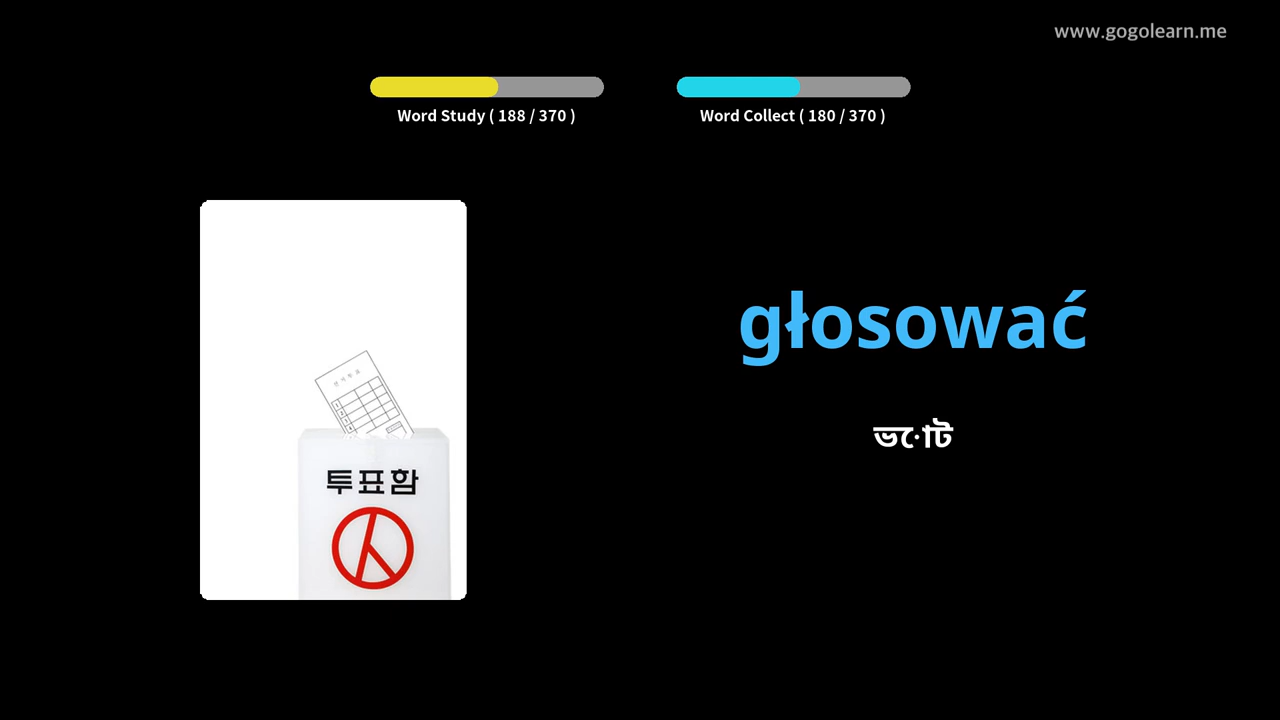 www.gogolearn.me
Word Study ( 188 / 370 )
Word Collect ( 180 / 370 )
głosować
ভোট
투표함